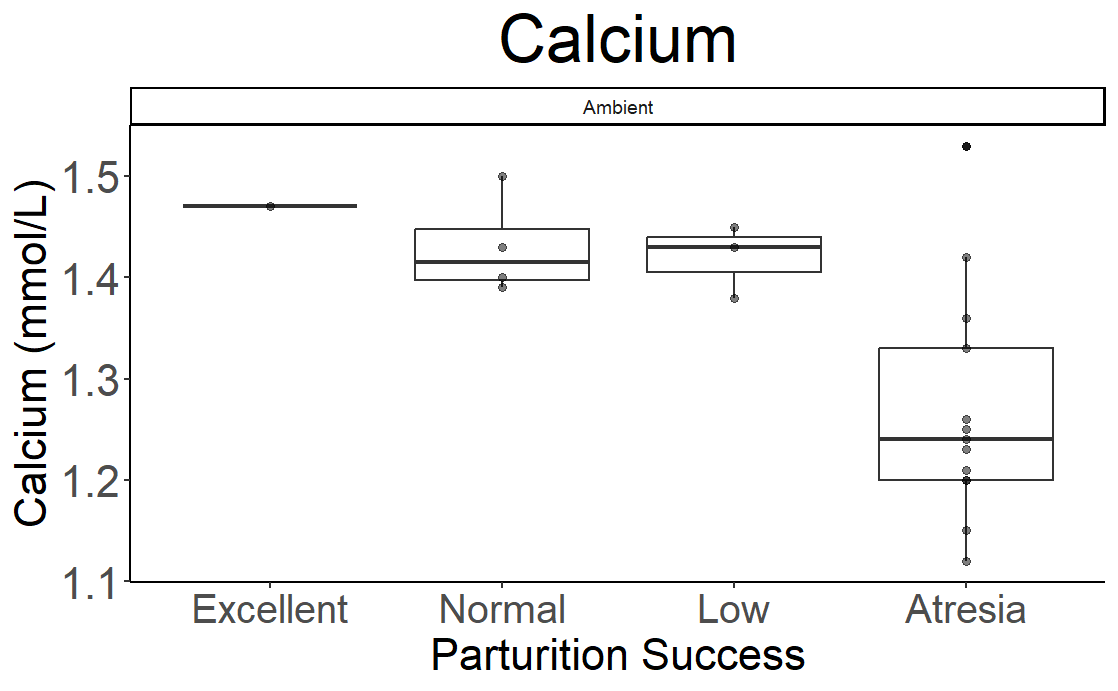 Calcium
Ambient
Calcium (mmol/L)
1.5
1.4
1.3
1.2
1.1
Excellent Normal Low Atresia
Parturition Success